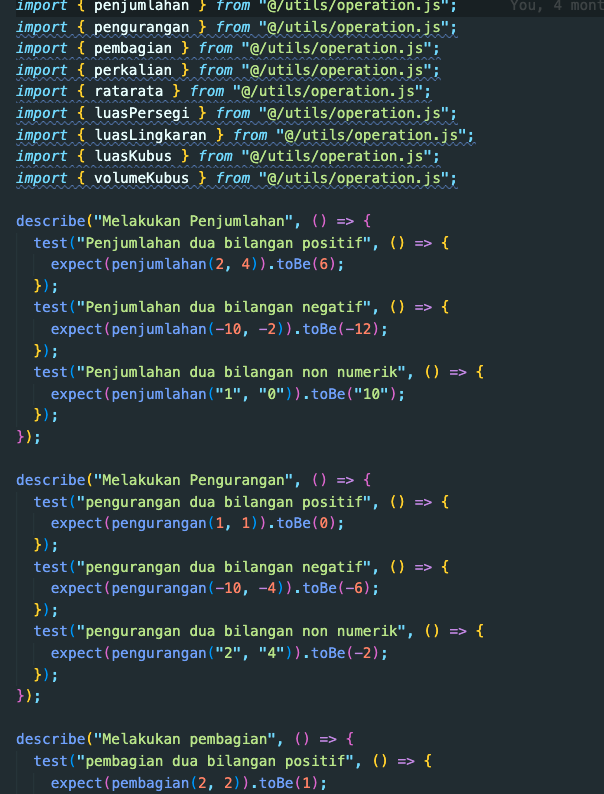 import { penjumlahan } from "@/utils/operation.js"; You, 4 mont
import { pengurangan } from "@/utils/operation.js";
import { pembagian } from "@/utils/operation.js";
import { perkalian } from "@/utils/operation.js";
import { ratarata } from "@/utils/operation.js";
import { luasPersegi } from "@/utils/operation.js";
import { luasLingkaran } from "@/utils/operation.js";
import { luasKubus } from "@/utils/operation.js";
import { volumeKubus } from "@/utils/operation.js";

describe("Melakukan Penjumlahan", () => {
  test("Penjumlahan dua bilangan positif", () => {
    expect(penjumlahan(2, 4)).toBe(6);
  });
  test("Penjumlahan dua bilangan negatif", () => {
    expect(penjumlahan(-10, -2)).toBe(-12);
  });
  test("Penjumlahan dua bilangan non numerik", () => {
    expect(penjumlahan("1", "0")).toBe("10");
  });
});

describe("Melakukan Pengurangan", () => {
  test("pengurangan dua bilangan positif", () => {
    expect(pengurangan(1, 1)).toBe(0);
  });
  test("pengurangan dua bilangan negatif", () => {
    expect(pengurangan(-10, -4)).toBe(-6);
  });
  test("pengurangan dua bilangan non numerik", () => {
    expect(pengurangan("2", "4")).toBe(-2);
  });
});

describe("Melakukan pembagian", () => {
  test("pembagian dua bilangan positif", () => {
    expect(pembagian(2, 2)).toBe(1);